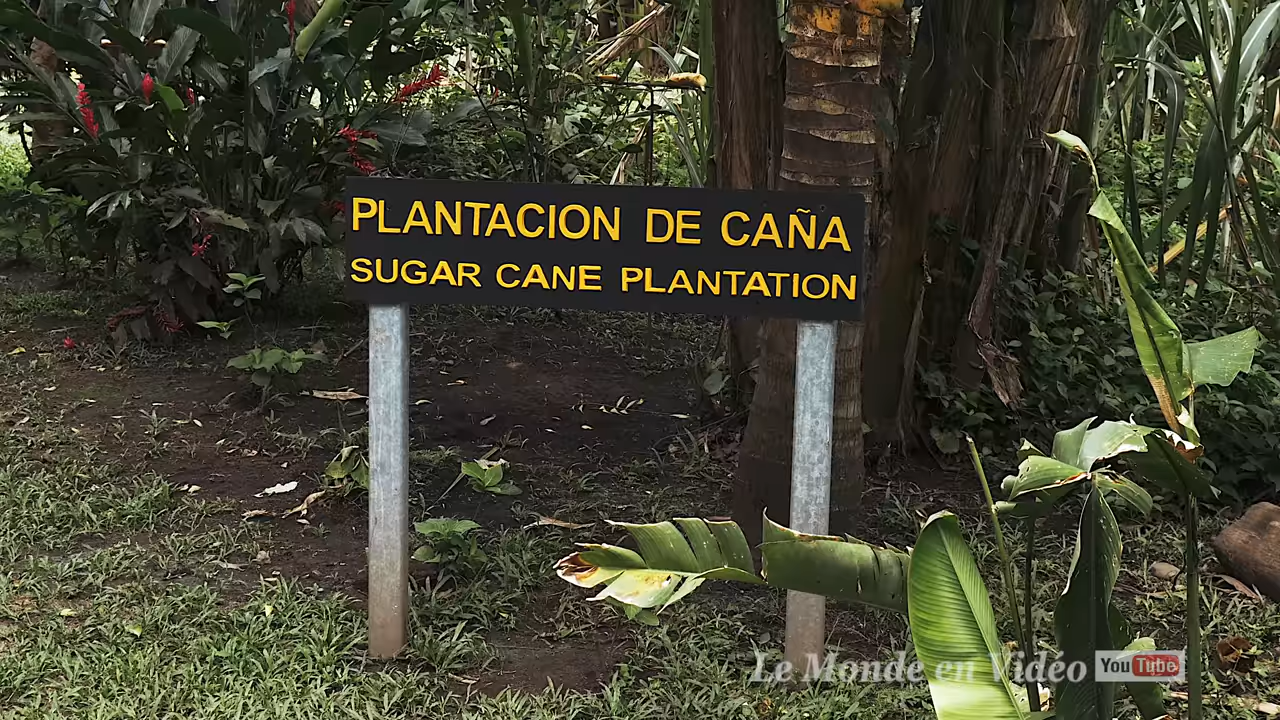 PLANTACION DE CAÑA
SUGAR CANE PLANTATION
Le Monde en Vidéo YouTube